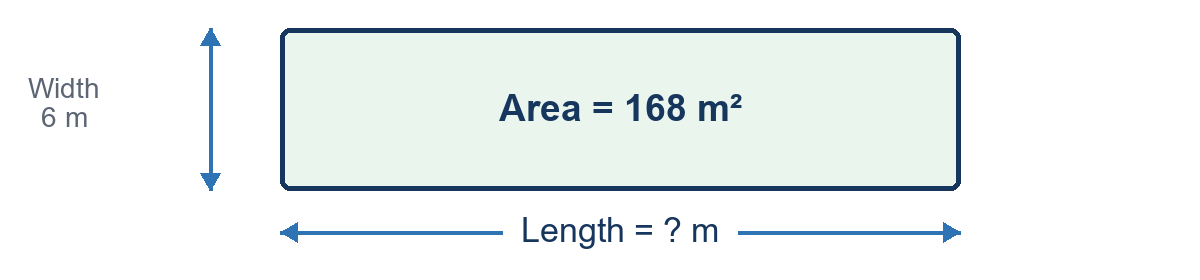 Width
6 m
Area = 168 m²
Length = ? m